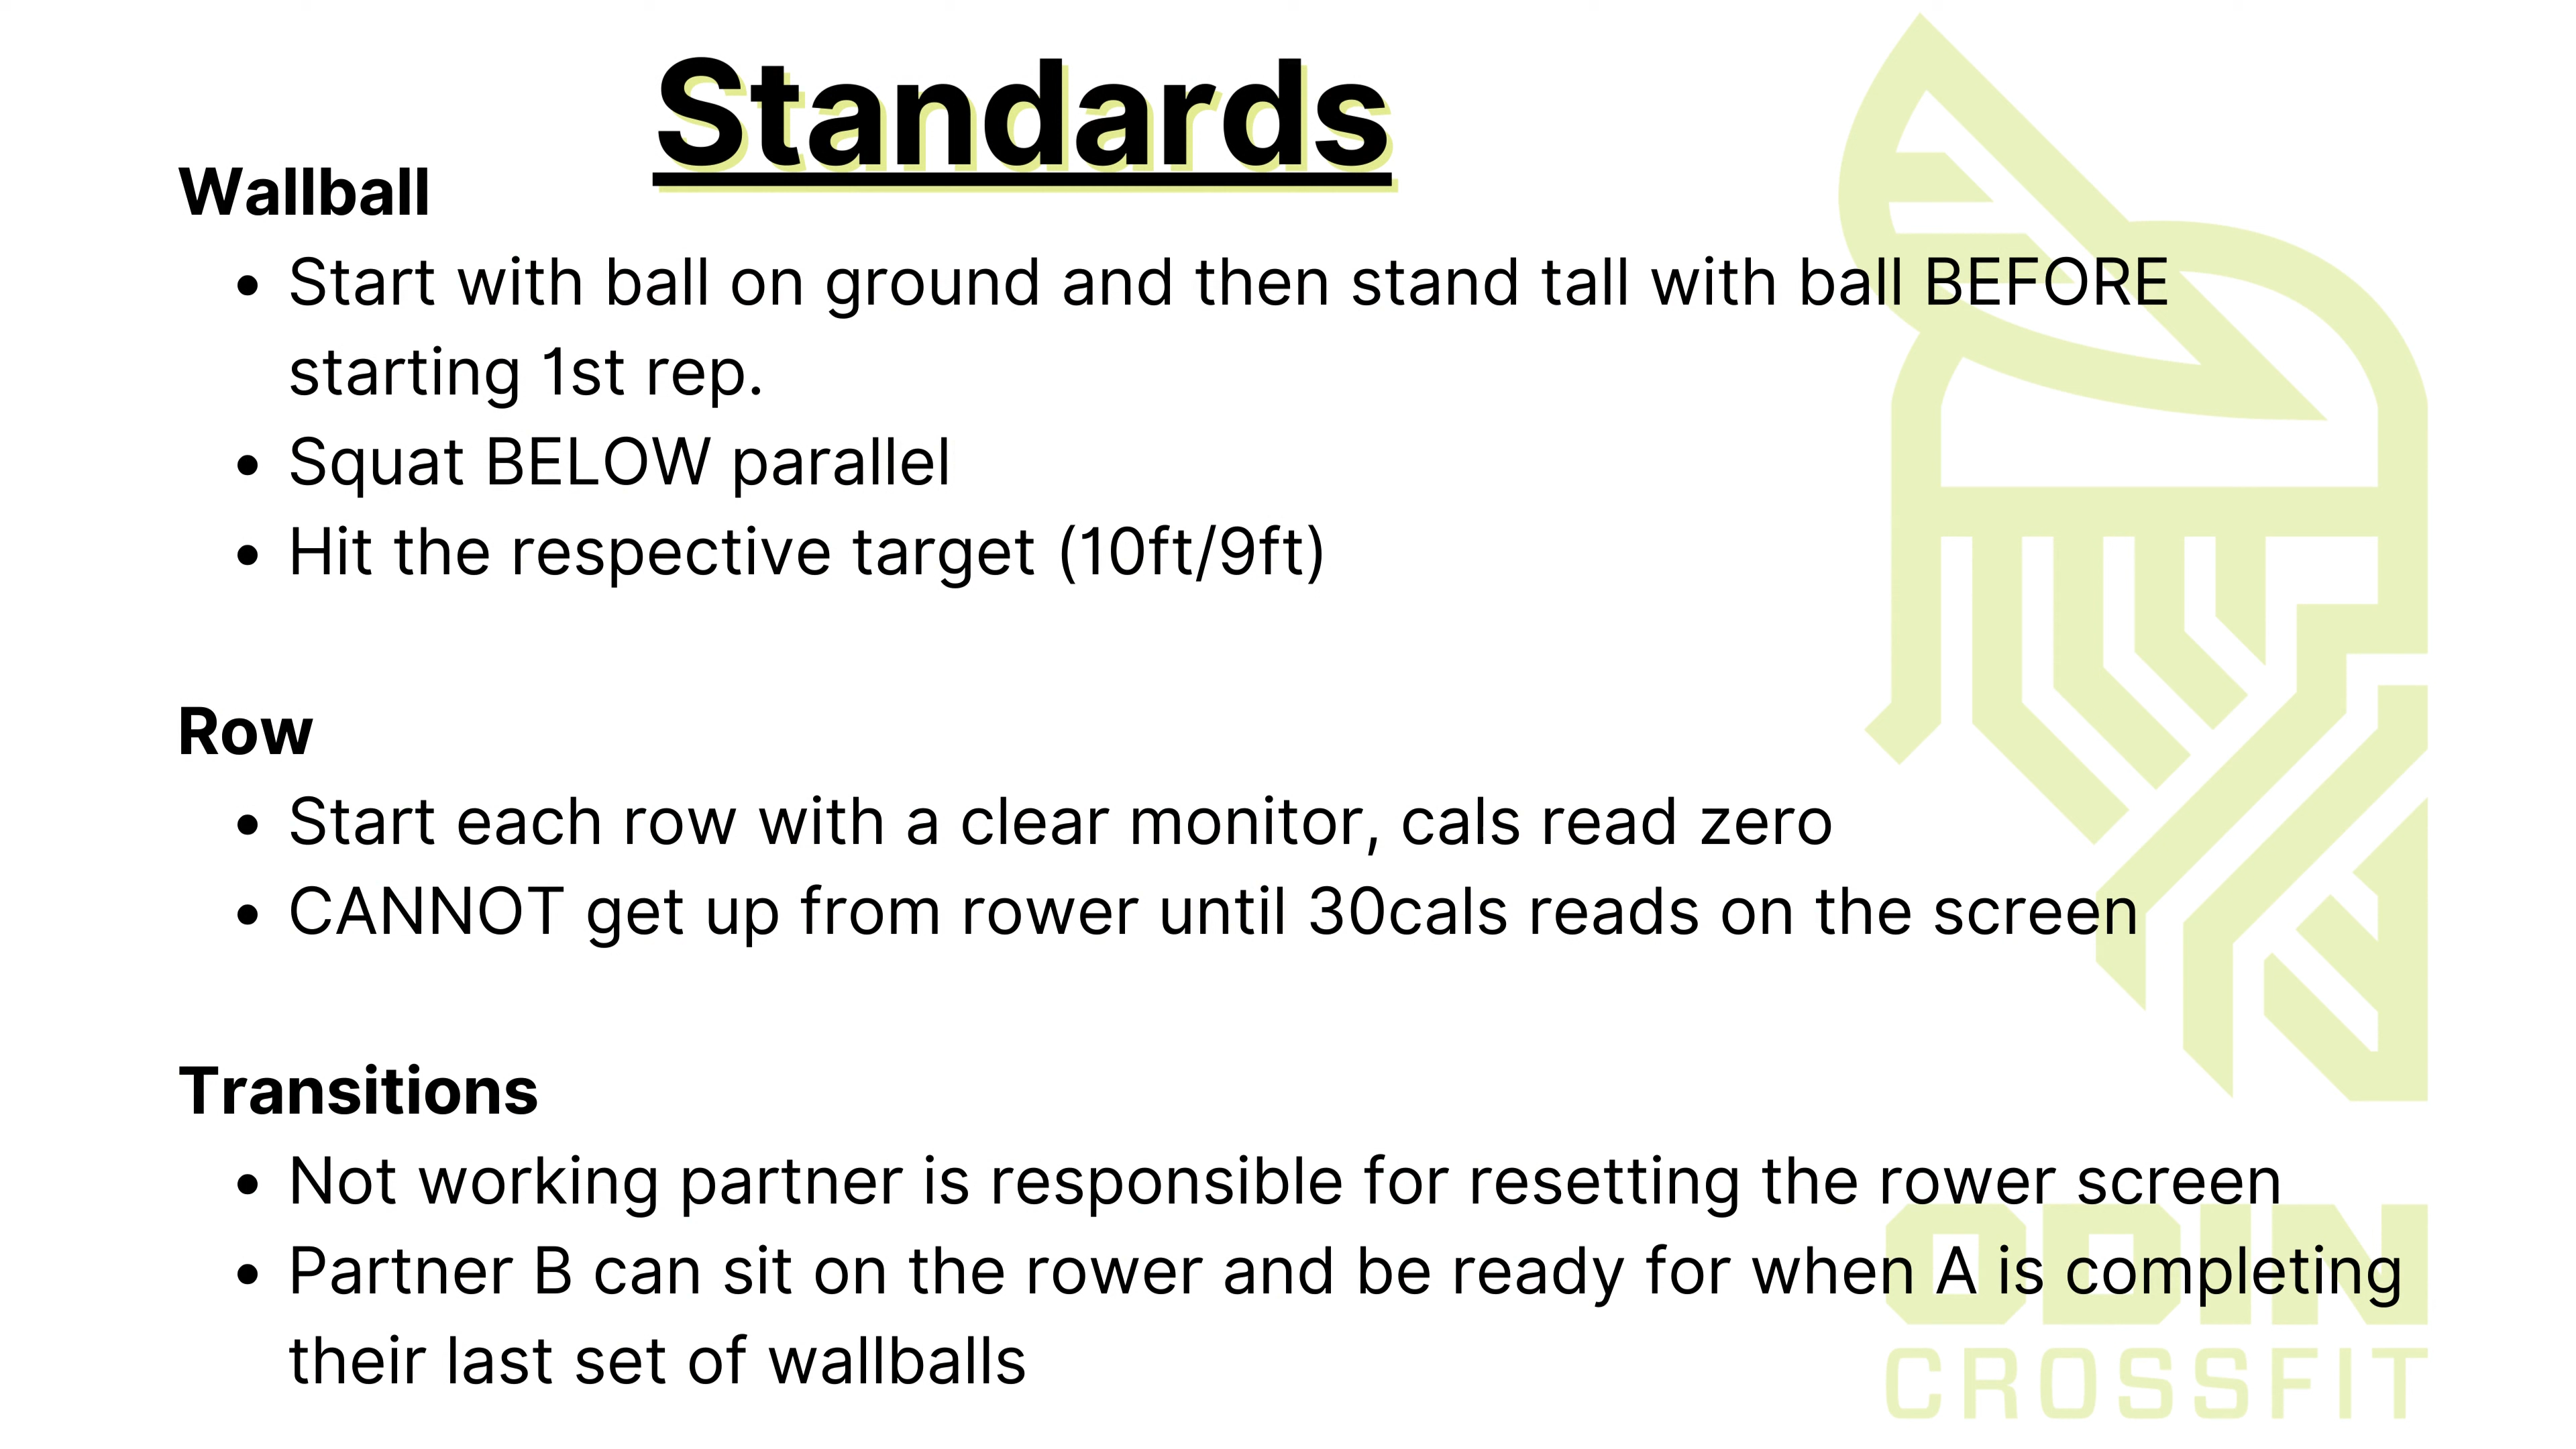 Standards
Wallball
• Start with ball on ground and then stand tall with ball BEFORE
starting 1st rep.
• Squat BELOW parallel
• Hit the respective target (10ft/9ft)
Row
• Start each row with a clear monitor, cals read zero
• CANNOT get up from rower until 30cals reads on the screen
Transitions
• Not working partner is responsible for resetting the rower screen
• Partner B can sit on the rower and be ready for when A is completing
their last set of wallballs
ODIN
CROSSFIT